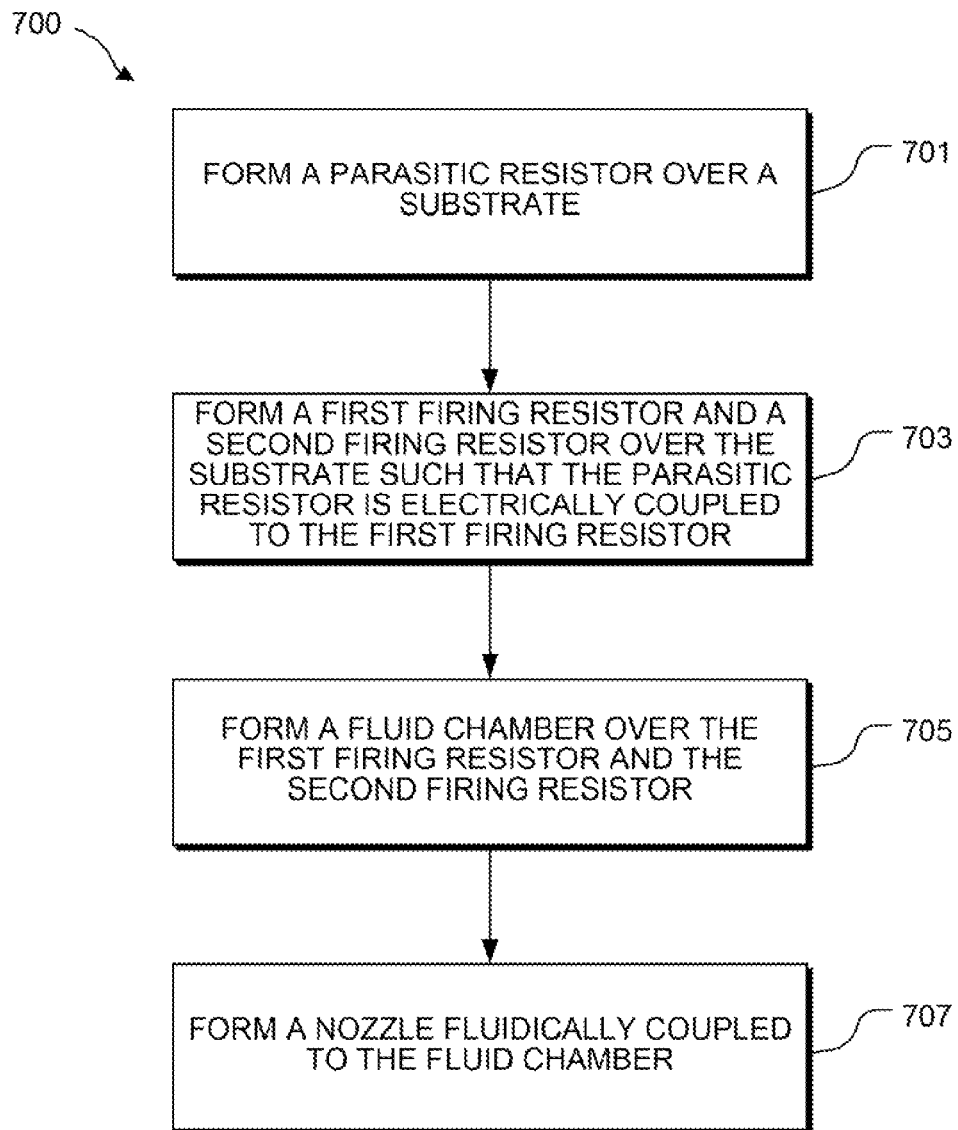 700
FORM A PARASITIC RESISTOR OVER A
SUBSTRATE
701
FORM A FIRST FIRING RESISTOR AND A
SECOND FIRING RESISTOR OVER THE
SUBSTRATE SUCH THAT THE PARASITIC
RESISTOR IS ELECTRICALLY COUPLED
TO THE FIRST FIRING RESISTOR
703
FORM A FLUID CHAMBER OVER THE
FIRST FIRING RESISTOR AND THE
SECOND FIRING RESISTOR
705
FORM A NOZZLE FLUIDICALLY COUPLED
TO THE FLUID CHAMBER
707